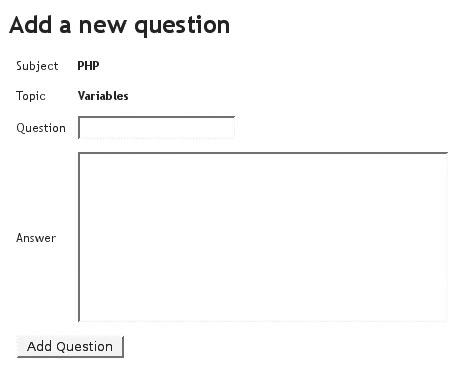 Add a new question
Subject PHP
Topic Variables
Question
Answer
Add Question